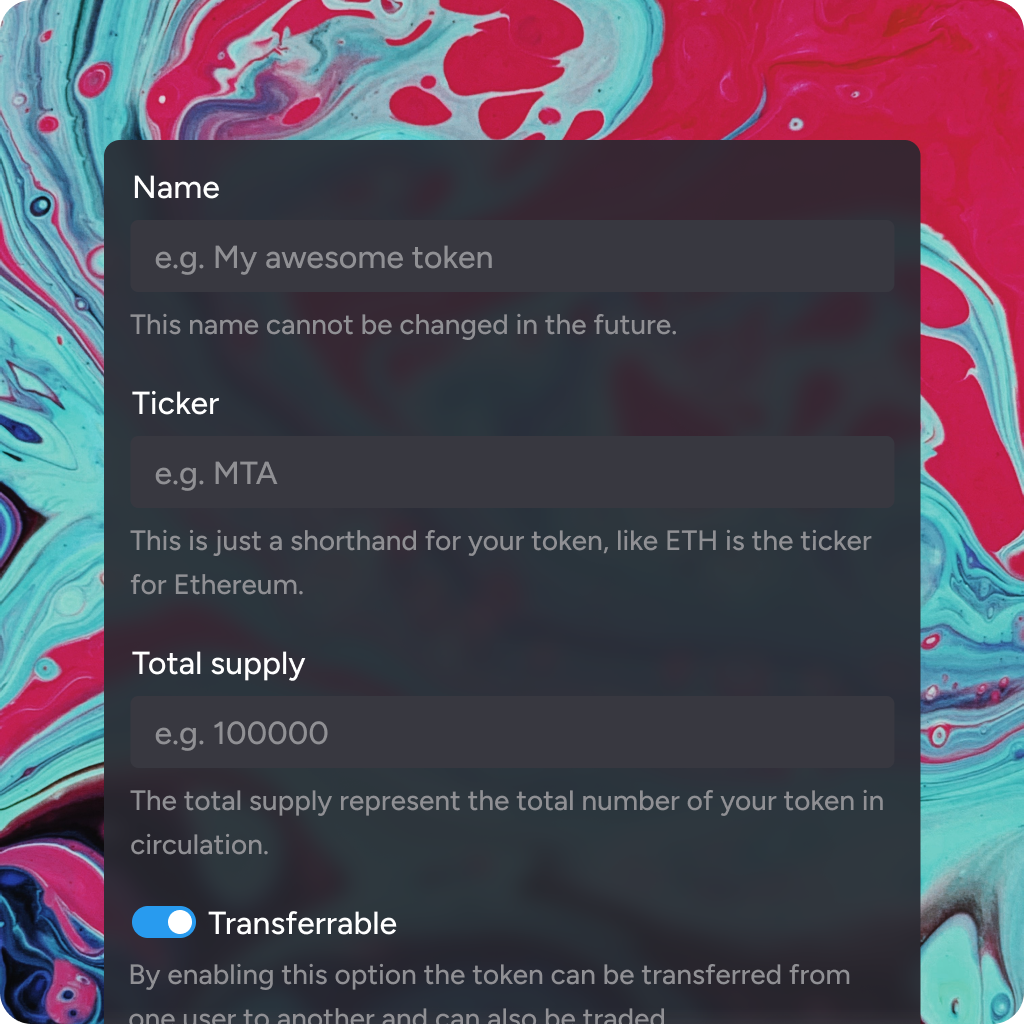 Name
e.g. My awesome token
This name cannot be changed in the future.
Ticker
e.g. MTA
This is just a shorthand for your token, like ETH is the ticker
for Ethereum.
Total supply
e.g. 100000
The total supply represent the total number of your token in
circulation.
Transferrable
By enabling this option the token can be transferred from
one user to another and can also be traded